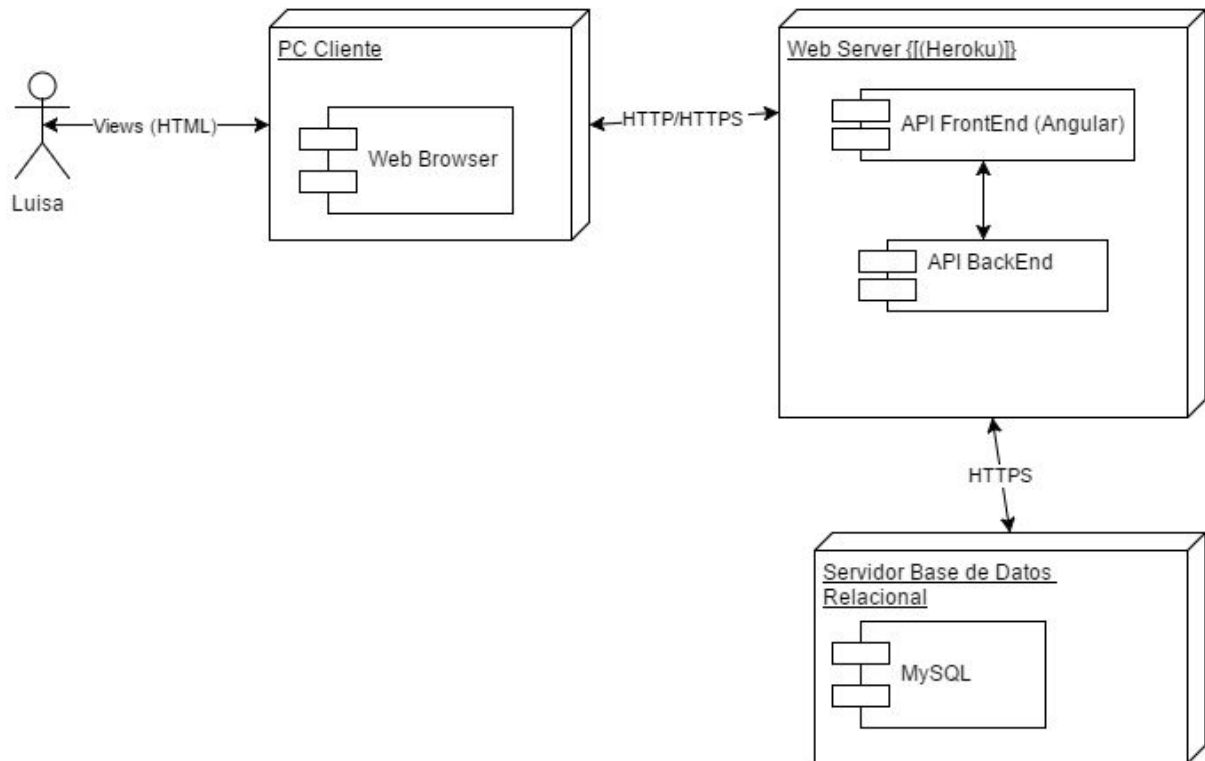 PC Cliente
Web Server {[(Heroku)]}
API FrontEnd (Angular)
Views (HTML)
HTTP/HTTPS
Web Browser
Luisa
API BackEnd
HTTPS
Servidor Base de Datos
Relacional
MySQL